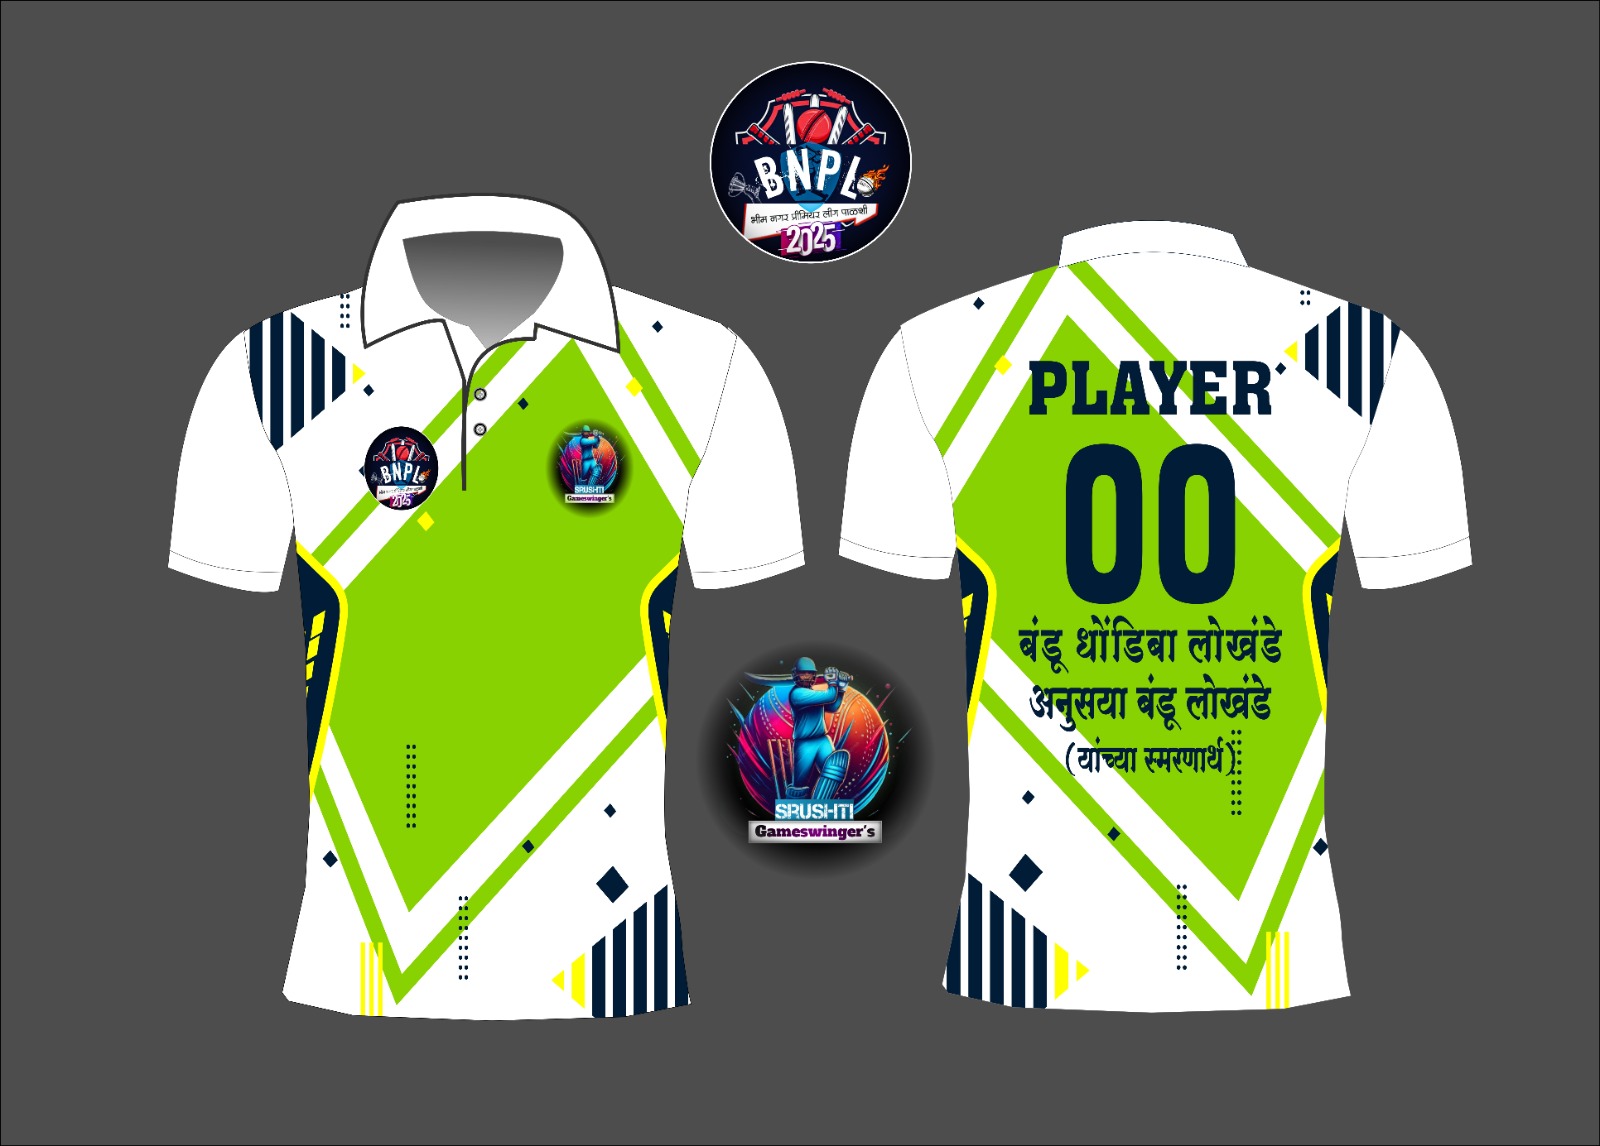 BNPL
भीम नगर प्रीमियर लीग पाळशी
2025
BNPL
2025
SRUSHTI
Gameswinger's
PLAYER
00
बंडू धोंडिबा लोखंडे
अनुसया बंडू लोखंडे
(यांच्या स्मरणार्थ)
SRUSHTI
Gameswinger's